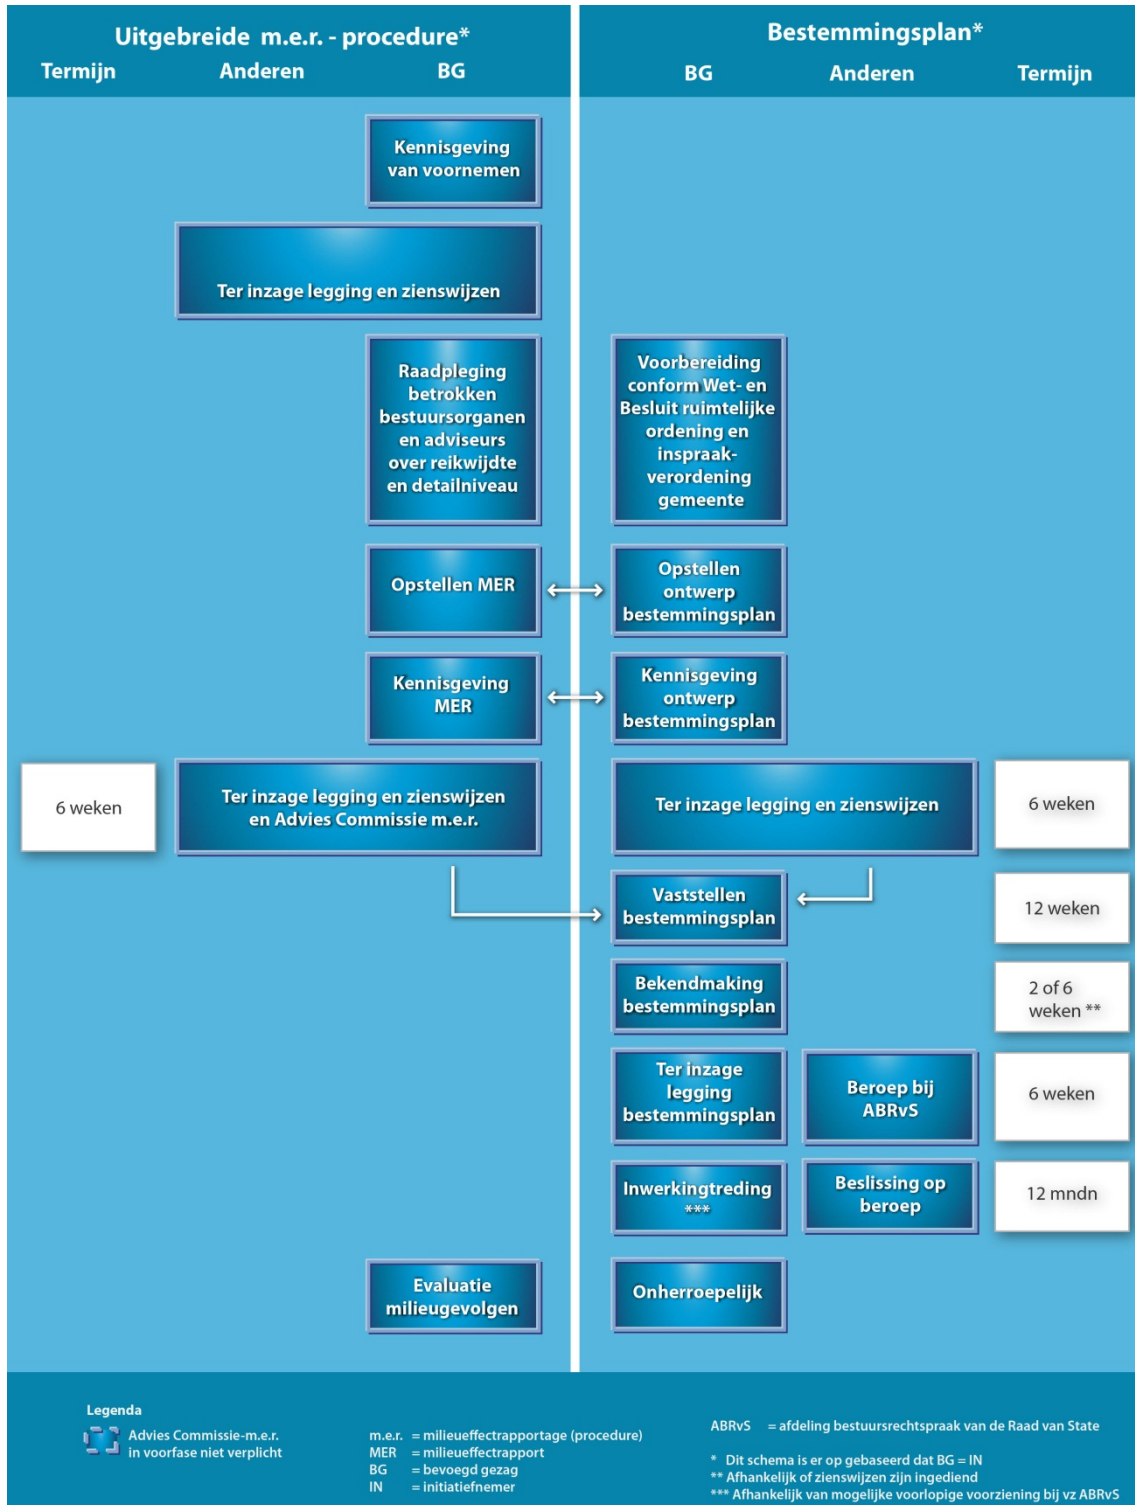 Uitgebreide m.e.r. - procedure*
Termijn
Anderen
BG
Bestemmingsplan*
BG
Anderen
Termijn
Kennisgeving
van voornemen
Ter inzage legging en zienswijzen
Raadpleging
betrokken
bestuursorganen
en adviseurs
over reikwijdte
en detailniveau
Voorbereiding
conform Wet- en
Besluit ruimtelijke
ordening en
inspraak-
verordening
gemeente
Opstellen MER
Opstellen
ontwerp
bestemmingsplan
Kennisgeving
MER
Kennisgeving
ontwerp
bestemmingsplan
6 weken
Ter inzage legging en zienswijzen
en Advies Commissie m.e.r.
Ter inzage legging en zienswijzen
6 weken
Vaststellen
bestemmingsplan
12 weken
Bekendmaking
bestemmingsplan
2 of 6
weken **
Ter inzage
legging
bestemmingsplan
Beroep bij
ABRvS
6 weken
Inwerkingtreding
***
Beslissing op
beroep
12 mndn
Evaluatie
milieugevolgen
Onherroepelijk
Legenda
Advies Commissie-m.e.r.
in voorfase niet verplicht
m.e.r. = milieueffectrapportage (procedure)
MER = milieueffectrapport
BG = bevoegd gezag
IN = initiatiefnemer
ABRvS = afdeling bestuursrechtspraak van de Raad van State
* Dit schema is er op gebaseerd dat BG = IN
** Afhankelijk of zienswijzen zijn ingediend
*** Afhankelijk van mogelijke voorlopige voorziening bij vz ABRvS